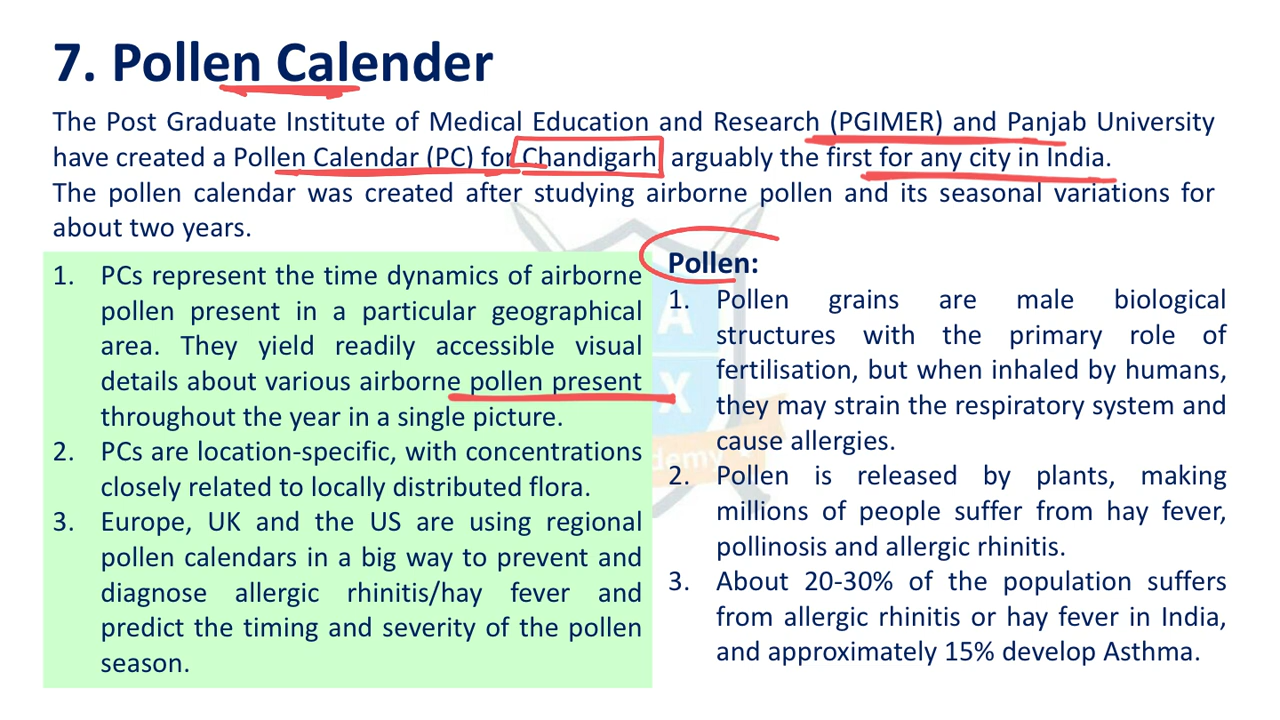 7. Pollen Calender
The Post Graduate Institute of Medical Education and Research (PGIMER) and Panjab University
have created a Pollen Calendar (PC) for Chandigarh, arguably the first for any city in India.
The pollen calendar was created after studying airborne pollen and its seasonal variations for
about two years.
1. PCs represent the time dynamics of airborne
pollen present in a particular geographical
area. They yield readily accessible visual
details about various airborne pollen present
throughout the year in a single picture.
2. PCs are location-specific, with concentrations
closely related to locally distributed flora.
3. Europe, UK and the US are using regional
pollen calendars in a big way to prevent and
diagnose allergic rhinitis/hay fever and
predict the timing and severity of the pollen
season.
Pollen:
1. Pollen grains are male biological
structures with the primary role of
fertilisation, but when inhaled by humans,
they may strain the respiratory system and
cause allergies.
2. Pollen is released by plants, making
millions of people suffer from hay fever,
pollinosis and allergic rhinitis.
3. About 20-30% of the population suffers
from allergic rhinitis or hay fever in India,
and approximately 15% develop Asthma.
A
X